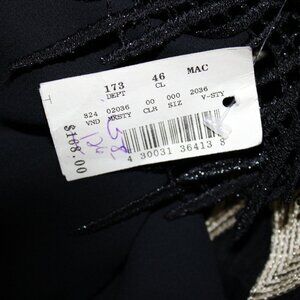 173 46 MAC
DEPT CL
824 02036 00 000 2036
VND MKSTY CLR SIZ V-STY
$168.00
4 30031 36413 8